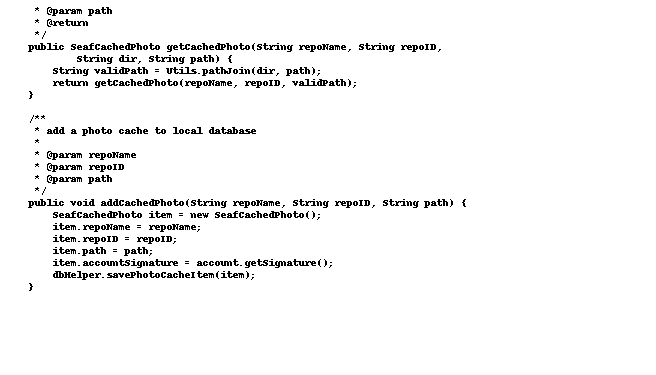 * @param path
     * @return
     */
    public SeafCachedPhoto getCachedPhoto(String repoName, String repoID,
            String dir, String path) {
        String validPath = Utils.pathJoin(dir, path);
        return getCachedPhoto(repoName, repoID, validPath);
    }

    /**
     * add a photo cache to local database
     *
     * @param repoName
     * @param repoID
     * @param path
     */
    public void addCachedPhoto(String repoName, String repoID, String path) {
        SeafCachedPhoto item = new SeafCachedPhoto();
        item.repoName = repoName;
        item.repoID = repoID;
        item.path = path;
        item.accountSignature = account.getSignature();
        dbHelper.savePhotoCacheItem(item);
    }